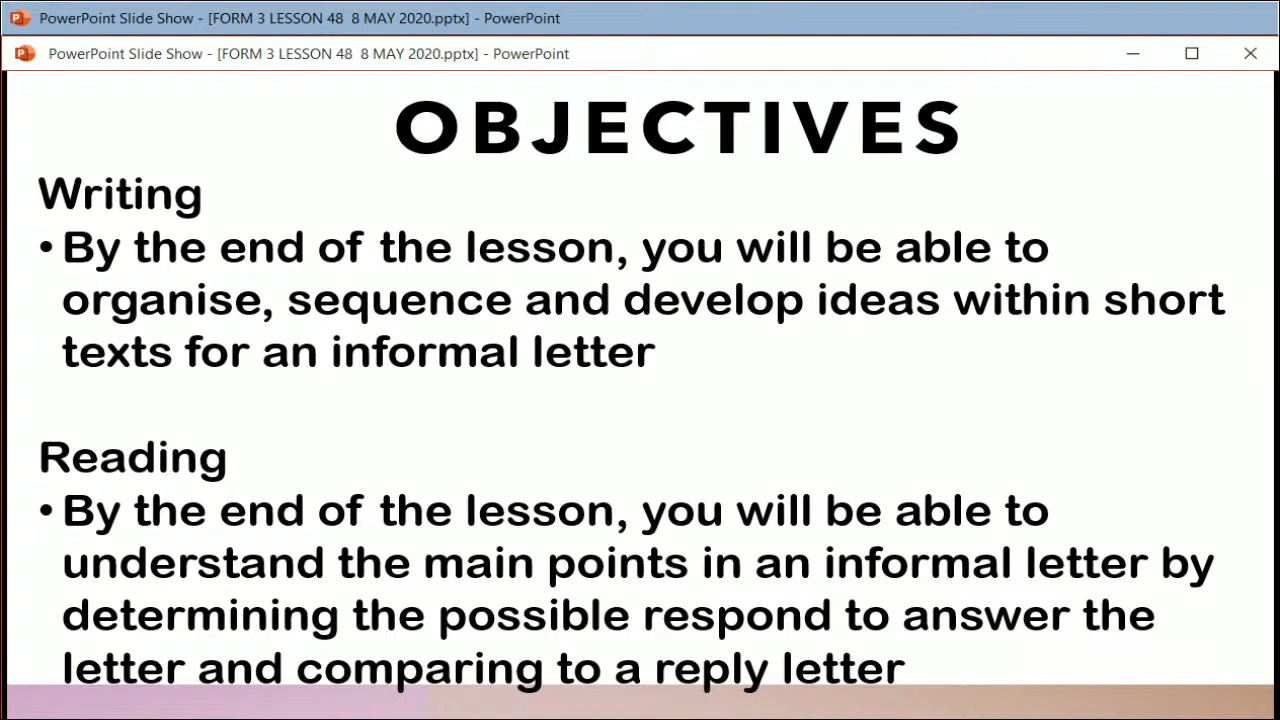 PowerPoint Slide Show - [FORM 3 LESSON 48  8 MAY 2020.pptx] - PowerPoint
PowerPoint Slide Show - [FORM 3 LESSON 48  8 MAY 2020.pptx] - PowerPoint
OBJECTIVES
Writing
• By the end of the lesson, you will be able to
organise, sequence and develop ideas within short
texts for an informal letter
Reading
• By the end of the lesson, you will be able to
understand the main points in an informal letter by
determining the possible respond to answer the
letter and comparing to a reply letter